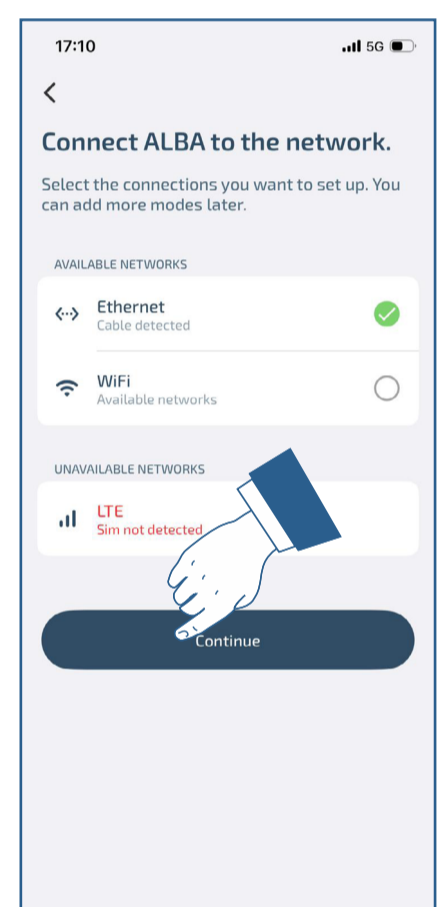 17:10
5G
Connect ALBA to the network.
Select the connections you want to set up. You
can add more modes later.
AVAILABLE NETWORKS
Ethernet
Cable detected
WiFi
Available networks
UNAVAILABLE NETWORKS
LTE
Sim not detected
Continue